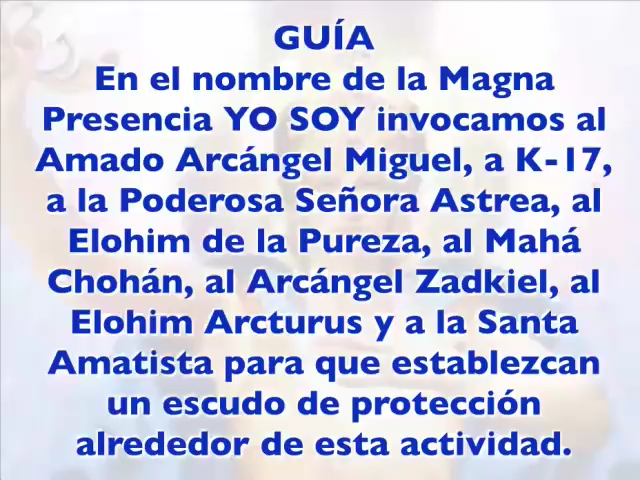 GUÍA
En el nombre de la Magna
Presencia YO SOY invocamos al
Amado Arcángel Miguel, a K-17,
a la Poderosa Señora Astrea, al
Elohim de la Pureza, al Mahá
Chohán, al Arcángel Zadkiel, al
Elohim Arcturus y a la Santa
Amatista para que establezcan
un escudo de protección
alrededor de esta actividad.